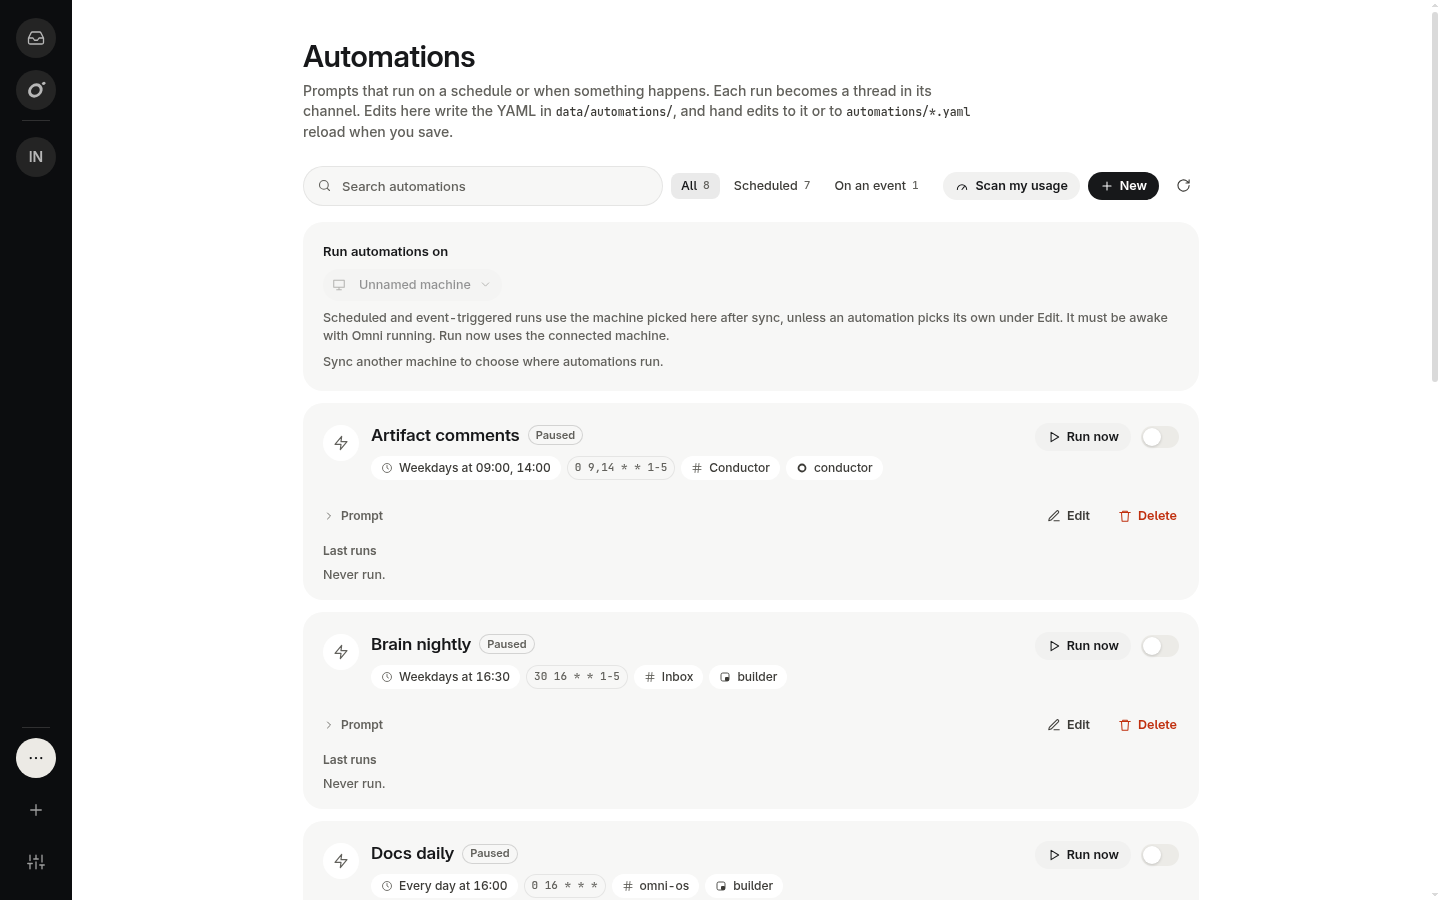 IN
Automations
Prompts that run on a schedule or when something happens. Each run becomes a thread in its
channel. Edits here write the YAML in data/automations/, and hand edits to it or to automations/*.yaml
reload when you save.
Search automations
All 8
Scheduled 7
On an event 1
Scan my usage
New
Run automations on
Unnamed machine
Scheduled and event-triggered runs use the machine picked here after sync, unless an automation picks its own under Edit. It must be awake
with Omni running. Run now uses the connected machine.
Sync another machine to choose where automations run.
Artifact comments Paused
Run now
Weekdays at 09:00, 14:00
0 9,14 * * 1-5
# Conductor
conductor
Prompt
Edit
Delete
Last runs
Never run.
Brain nightly Paused
Run now
Weekdays at 16:30
30 16 * * 1-5
# Inbox
builder
Prompt
Edit
Delete
Last runs
Never run.
Docs daily Paused
Run now
Every day at 16:00
0 16 * * *
# omni-os
builder